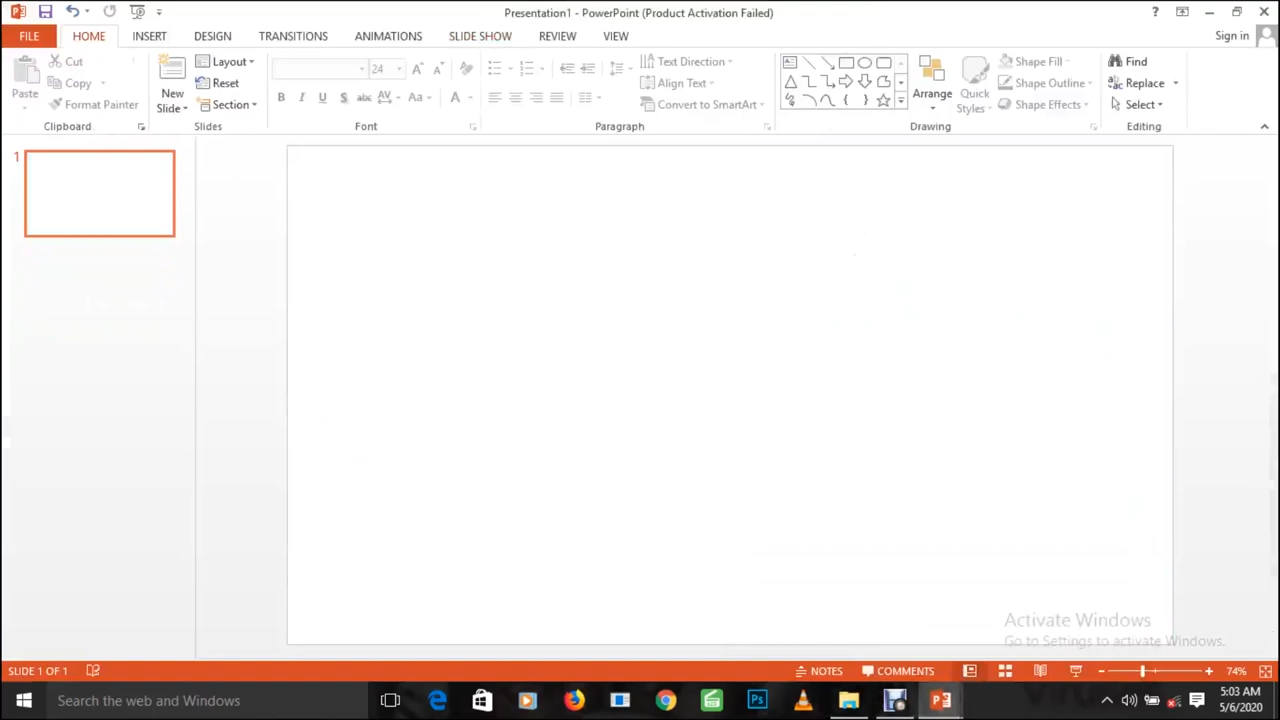 Presentation1 - PowerPoint (Product Activation Failed)
FILE HOME INSERT DESIGN TRANSITIONS ANIMATIONS SLIDE SHOW REVIEW VIEW Sign in
Cut Layout 24 Text Direction Shape Fill Find
Paste Copy New Slide Reset Align Text Arrange Quick Styles Shape Outline Replace
Format Painter Section B I U S abc AV Aa A Convert to SmartArt Shape Effects Select
Clipboard Slides Font Paragraph Drawing Editing
1
Activate Windows
Go to Settings to activate Windows.
SLIDE 1 OF 1 NOTES COMMENTS 74%
Search the web and Windows 5:03 AM
5/6/2020